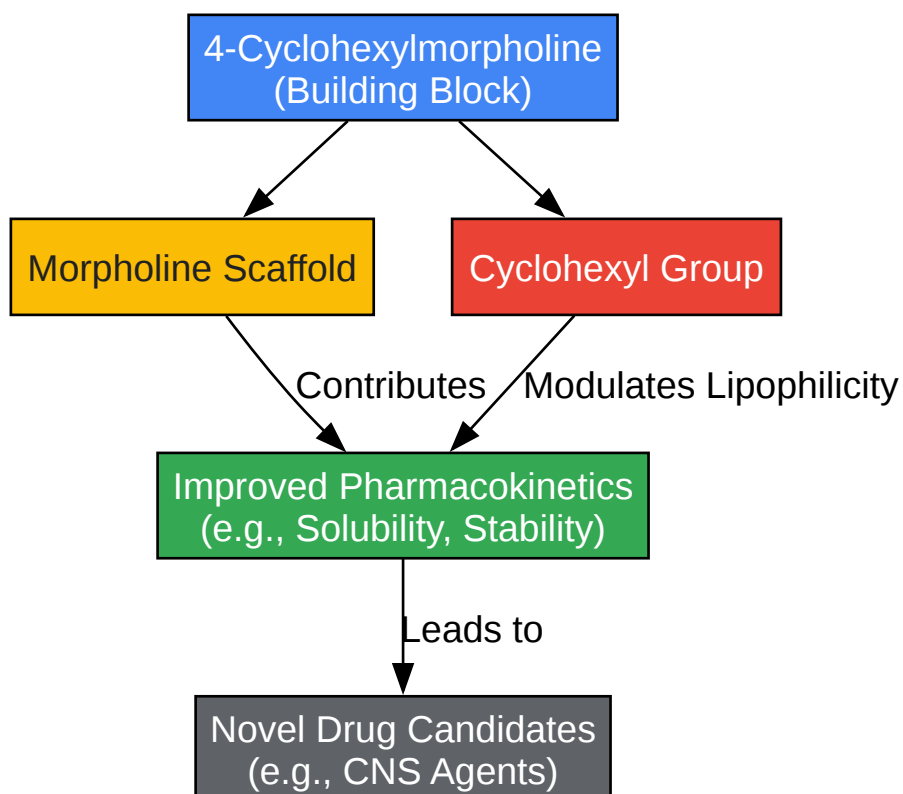 4-Cyclohexylmorpholine
(Building Block)
Morpholine Scaffold
Cyclohexyl Group
Contributes
Modulates Lipophilicity
Improved Pharmacokinetics
(e.g., Solubility, Stability)
Leads to
Novel Drug Candidates
(e.g., CNS Agents)